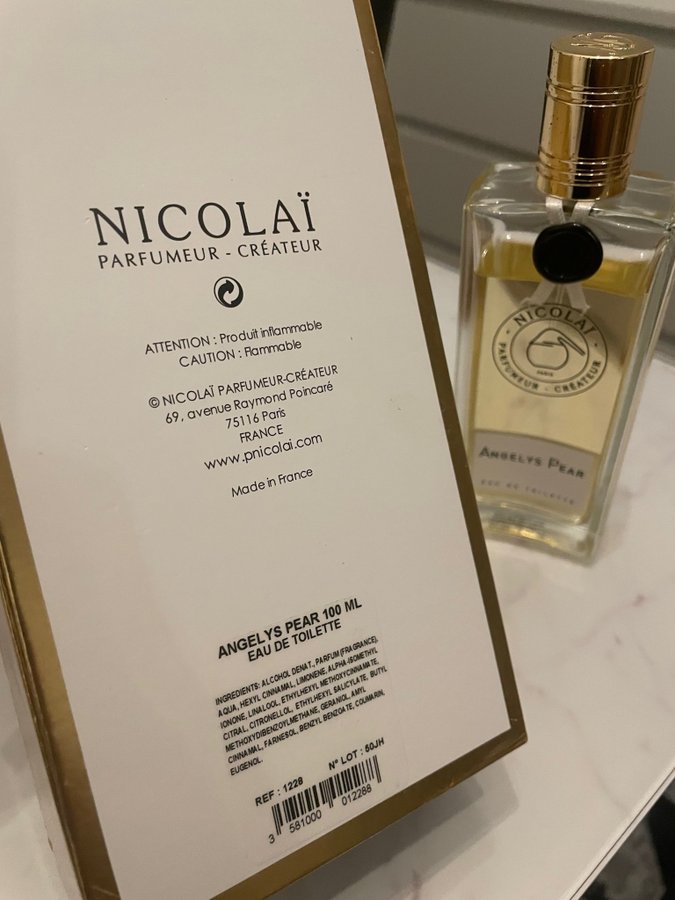 NICOLAÏ
PARFUMEUR - CRÉATEUR
ATTENTION : Produit inflammable
CAUTION : Flammable
© NICOLAÏ PARFUMEUR-CRÉATEUR
69, avenue Raymond Poincaré
75116 Paris
FRANCE
www.pnicolai.com
Made in France
ANGELYS PEAR 100 ML
EAU DE TOILETTE
INGREDIENTS: ALCOHOL DENAT., PARFUM (FRAGRANCE),
AQUA, HEXYL CINNAMAL, LIMONENE, ALPHA-ISOMETHYL
IONONE, LINALOOL, ETHYLHEXYL METHOXYCINNAMATE,
CITRAL, CITRONELLOL, ETHYLHEXYL SALICYLATE, BUTYL
METHOXYDIBENZOYLMETHANE, GERANIOL, AMYL
CINNAMAL, FARNESOL, BENZYL BENZOATE, COUMARIN,
EUGENOL.
REF : 1228 N° LOT : 50JH
3 581000 012288
NICOLAÏ
PARFUMEUR - CRÉATEUR
PARIS
ANGELYS PEAR
EAU DE TOILETTE